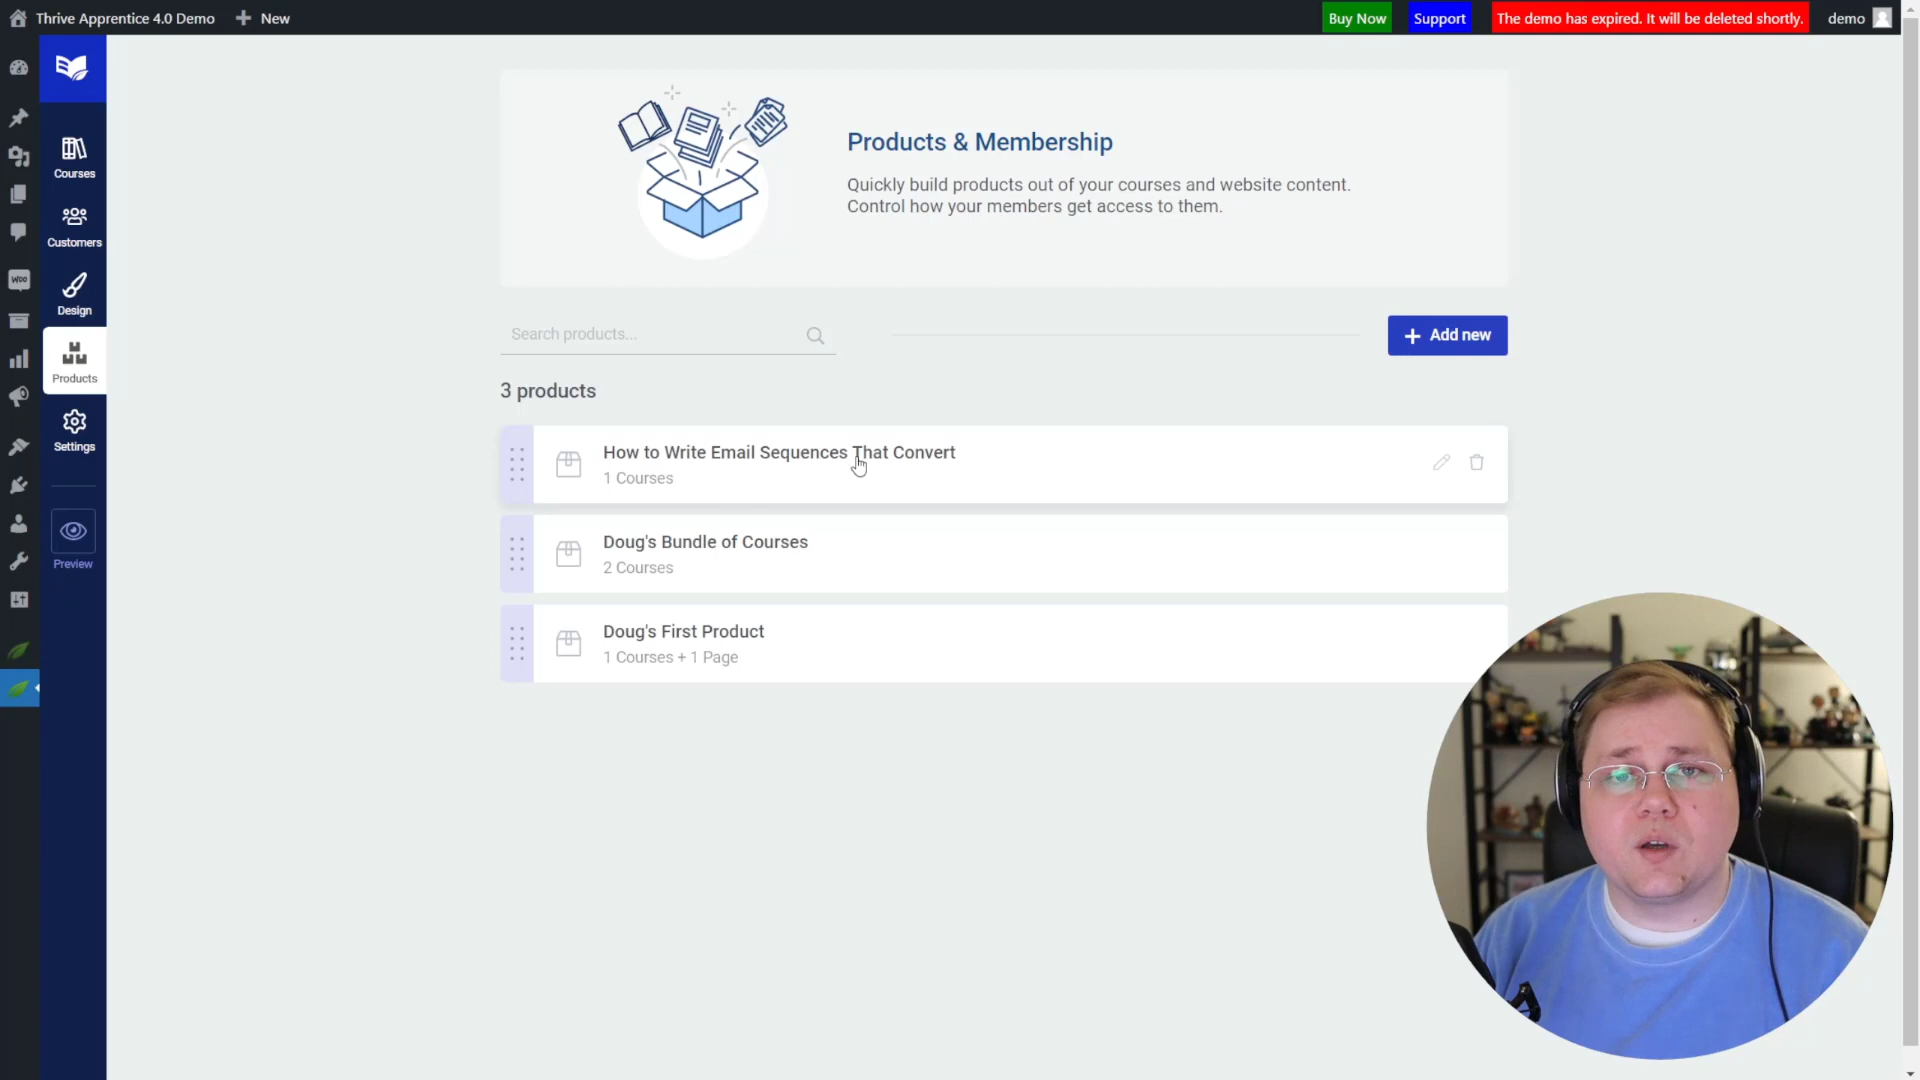 Thrive Apprentice 4.0 Demo
New
Buy Now
Support
The demo has expired. It will be deleted shortly.
demo
Courses
Customers
Design
Products
Settings
Preview
Woo
Products & Membership
Quickly build products out of your courses and website content.
Control how your members get access to them.
Search products...
Add new
3 products
How to Write Email Sequences That Convert
1 Courses
Doug's Bundle of Courses
2 Courses
Doug's First Product
1 Courses + 1 Page